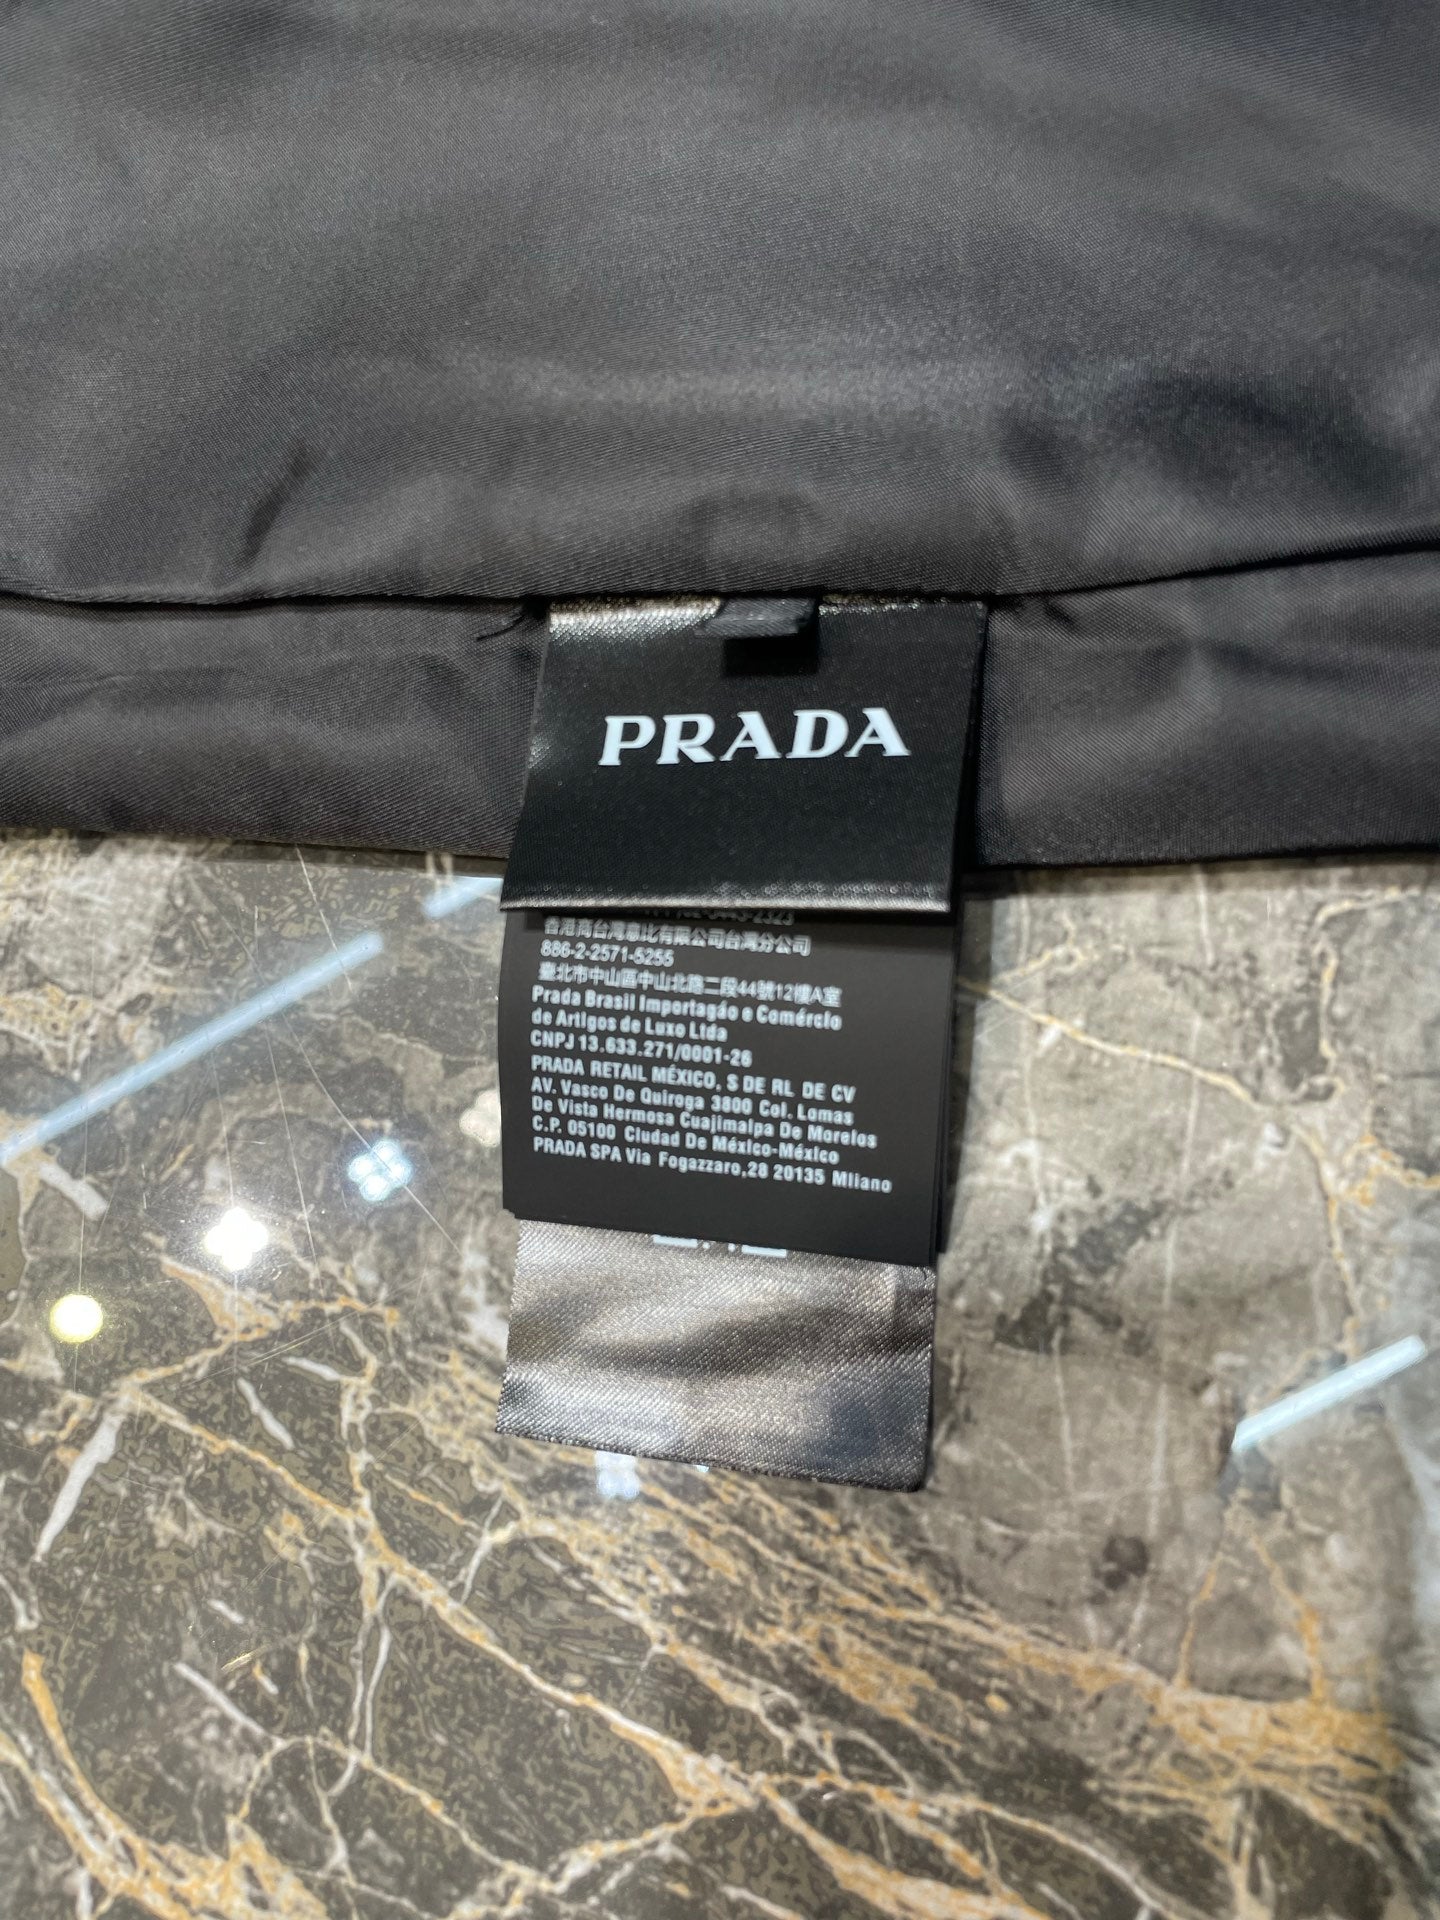 PRADA
香港商台灣意比有限公司台灣分公司
886-2-2571-5255
臺北市中山區中山北路二段44號12樓A室
Prada Brasil Importagáo e Comércio
de Artigos de Luxo Ltda
CNPJ 13.633.271/0001-26
PRADA RETAIL MÉXICO, S DE RL DE CV
AV. Vasco De Quiroga 3800 Col. Lomas
De Vista Hermosa Cuajimalpa De Morelos
C.P. 05100 Ciudad De México-México
PRADA SPA Via Fogazzaro,28 20135 Milano